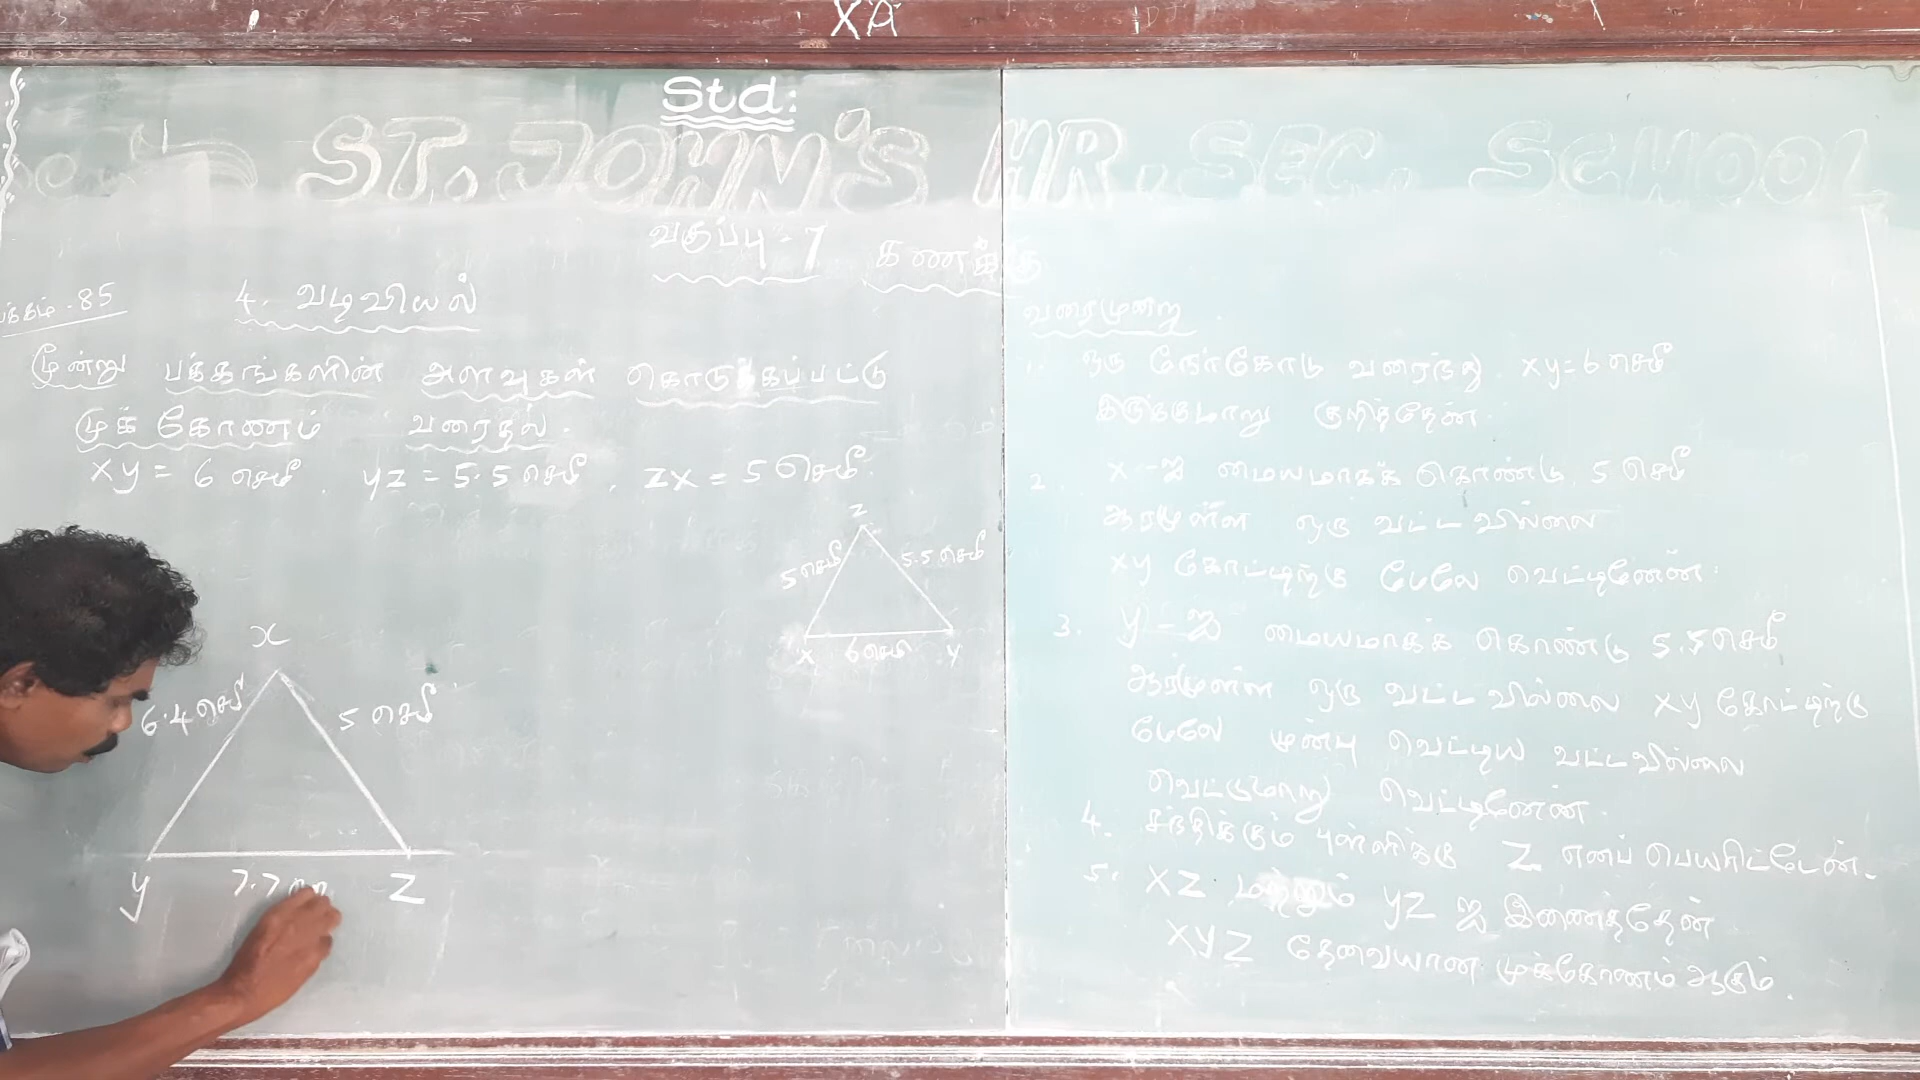 XA
Std:
ST. JOHN'S HR. SEC. SCHOOL
வகுப்பு - 7 கணக்கு
பக்கம் . 85
4. வடிவியல்
மூன்று பக்கங்களின் அளவுகள் கொடுக்கப்பட்டு
முக்கோணம் வரைதல்.
xy = 6 செமீ , yz = 5.5 செமீ , zx = 5 செமீ.
z
5 செமீ
5.5 செமீ
x 6 செமீ y
x
6.4 செமீ
5 செமீ
y 7.7 z
வரைமுறை
1. ஒரு நேர்கோடு வரைந்து xy = 6 செமீ
இருக்குமாறு குறித்தேன்.
2. x - ஐ மையமாகக் கொண்டு 5 செமீ
ஆரமுள்ள ஒரு வட்ட வில்லை
xy கோட்டிற்கு மேலே வெட்டினேன்.
3. y - ஐ மையமாகக் கொண்டு 5.5 செமீ
ஆரமுள்ள ஒரு வட்ட வில்லை xy கோட்டிற்கு
மேலே முன்பு வெட்டிய வட்டவில்லை
வெட்டுமாறு வெட்டினேன்.
4. சந்திக்கும் புள்ளிக்கு Z எனப் பெயரிட்டேன்.
5. XZ மற்றும் YZ ஐ இணைத்தேன்
XYZ தேவையான முக்கோணம் ஆகும்.